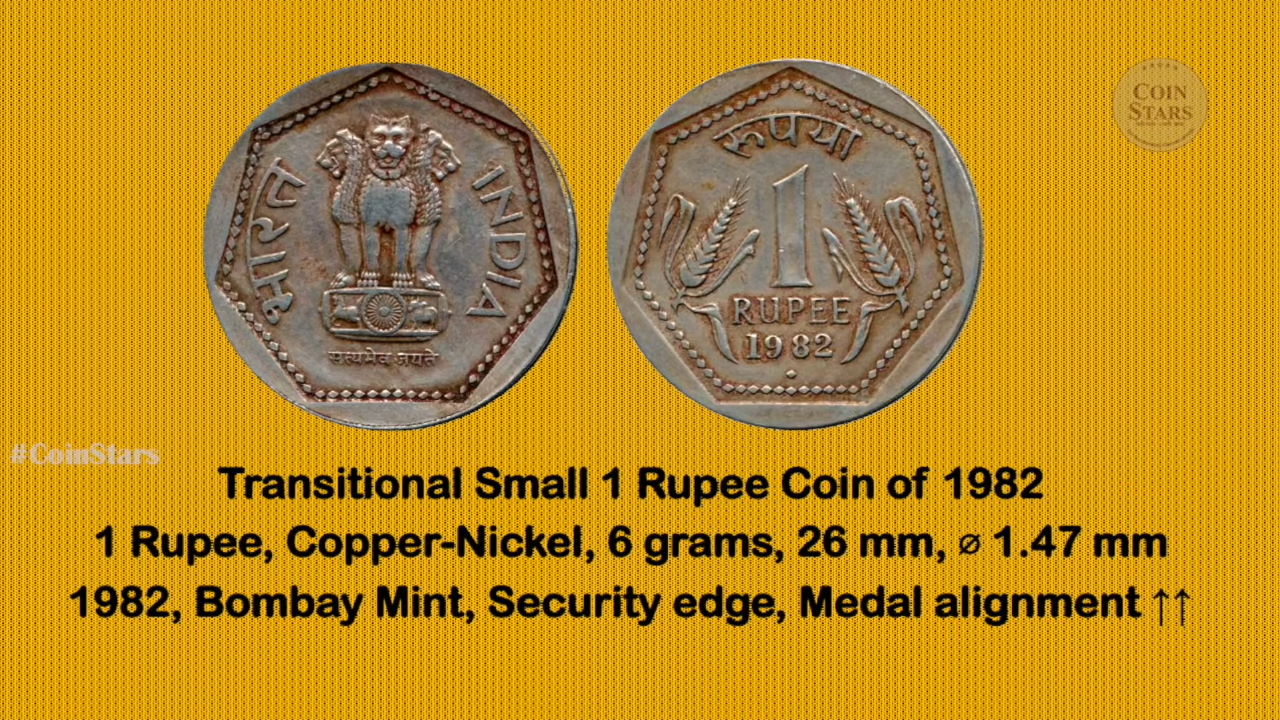 COIN
STARS
भारत
INDIA
सत्यमेव जयते
रूपया
1
RUPEE
1982
#CoinStars
Transitional Small 1 Rupee Coin of 1982
1 Rupee, Copper-Nickel, 6 grams, 26 mm, ⌀ 1.47 mm
1982, Bombay Mint, Security edge, Medal alignment ↑↑